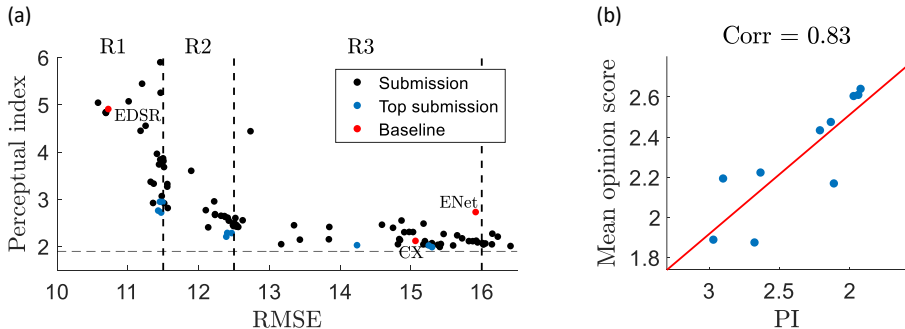 (a)
R1 R2 R3
Perceptual index
6
5
4
3
2
EDSR
Submission
Top submission
Baseline
ENet
CX
10 11 12 13 14 15 16
RMSE
(b)
Corr = 0.83
Mean opinion score
2.6
2.4
2.2
2
1.8
3 2.5 2
PI